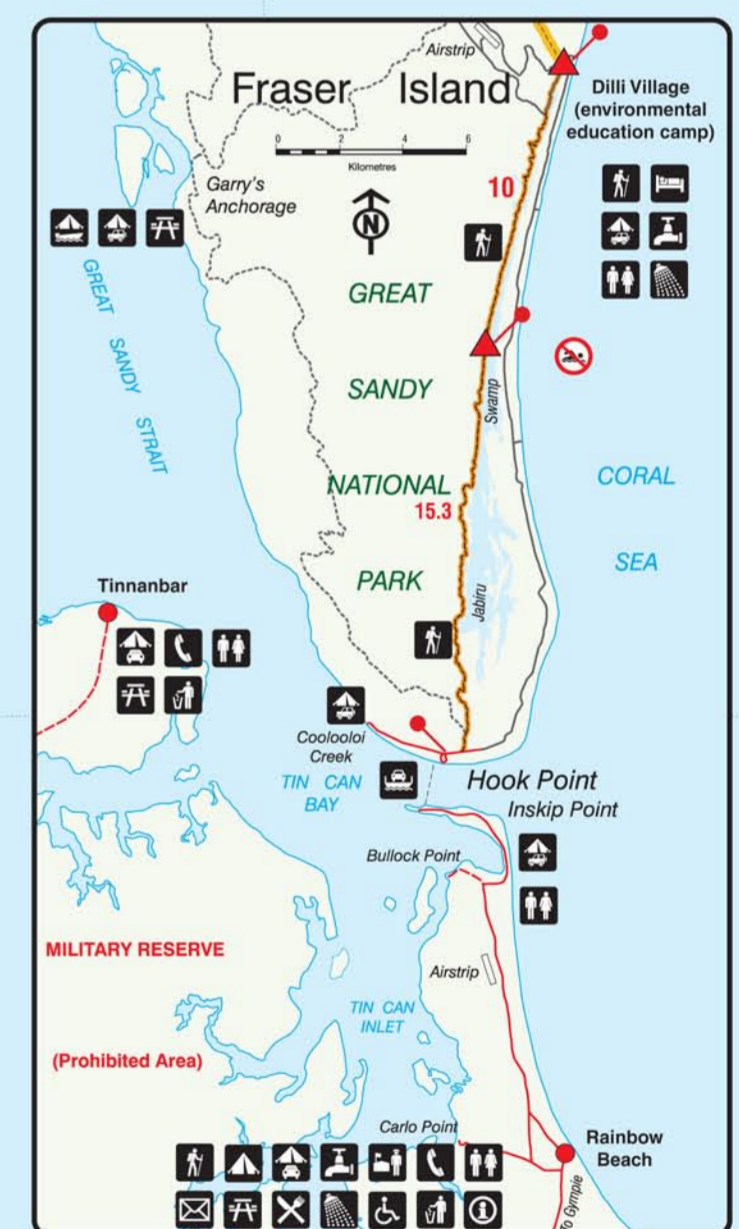 Airstrip
Fraser Island
Dilli Village
(environmental
education camp)
0 2 4 6
Kilometres
10
Garry's
Anchorage
N
GREAT
SANDY
STRAIT
GREAT
SANDY
NATIONAL
PARK
Swamp
15.3
Jabiru
CORAL
SEA
Tinnanbar
Coolooloi
Creek
TIN CAN
BAY
Hook Point
Inskip Point
Bullock Point
MILITARY RESERVE
(Prohibited Area)
Airstrip
TIN CAN
INLET
Carlo Point
Rainbow
Beach
Gympie